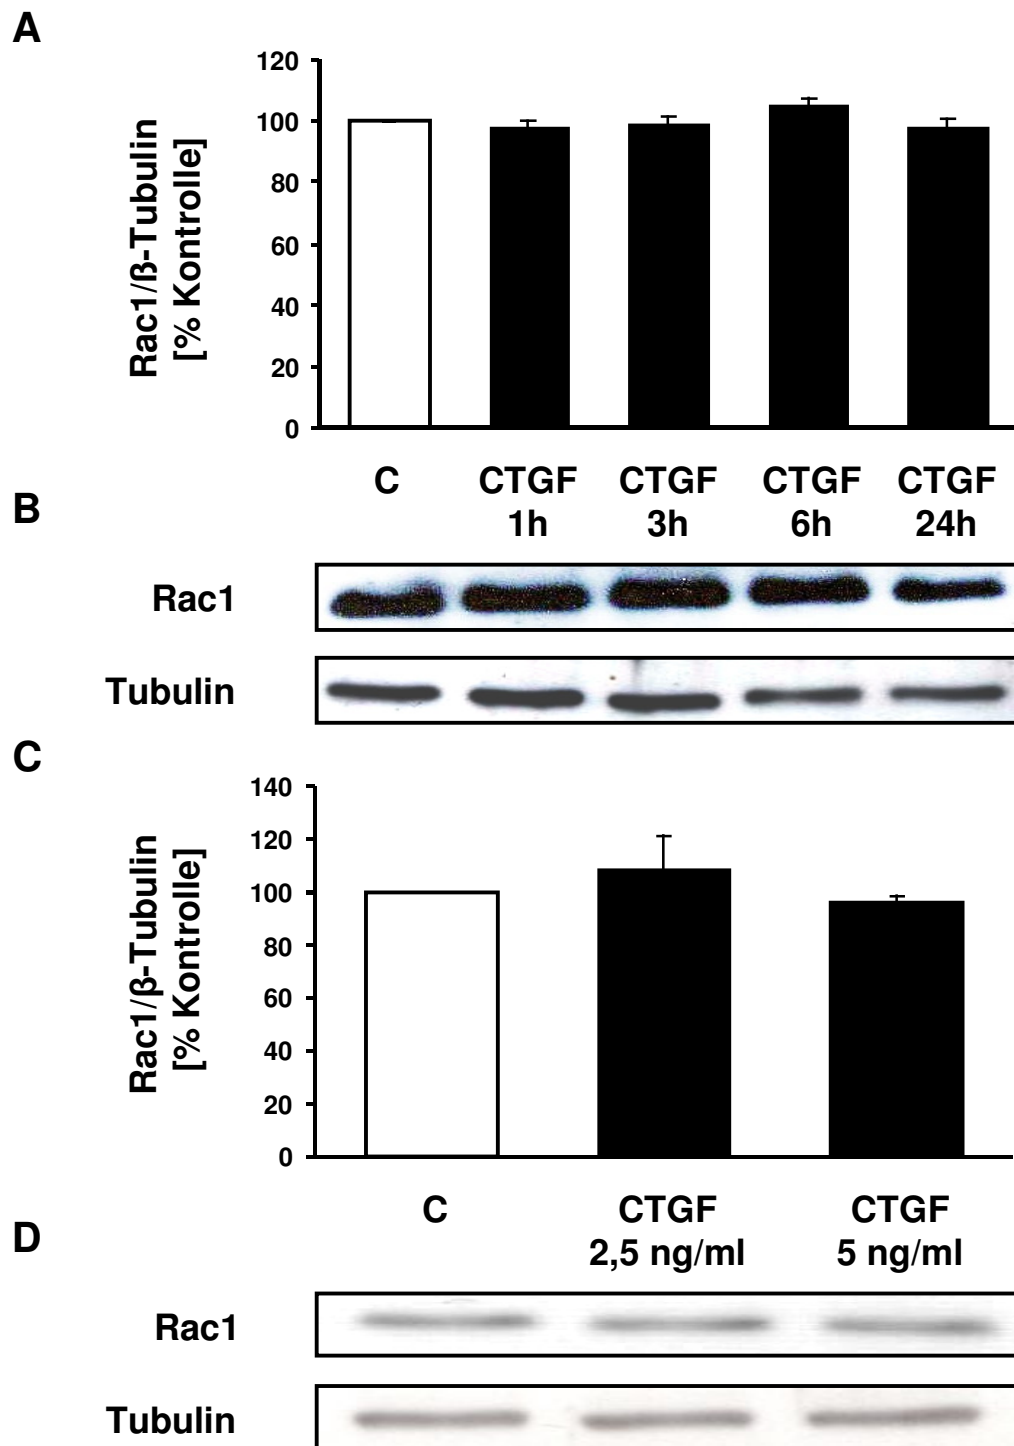 A
120
100
80
60
40
20
0
Rac1/ß-Tubulin
[% Kontrolle]
C
CTGF
1h
CTGF
3h
CTGF
6h
CTGF
24h
B
Rac1
Tubulin
C
140
120
100
80
60
40
20
0
Rac1/β-Tubulin
[% Kontrolle]
C
CTGF
2,5 ng/ml
CTGF
5 ng/ml
D
Rac1
Tubulin